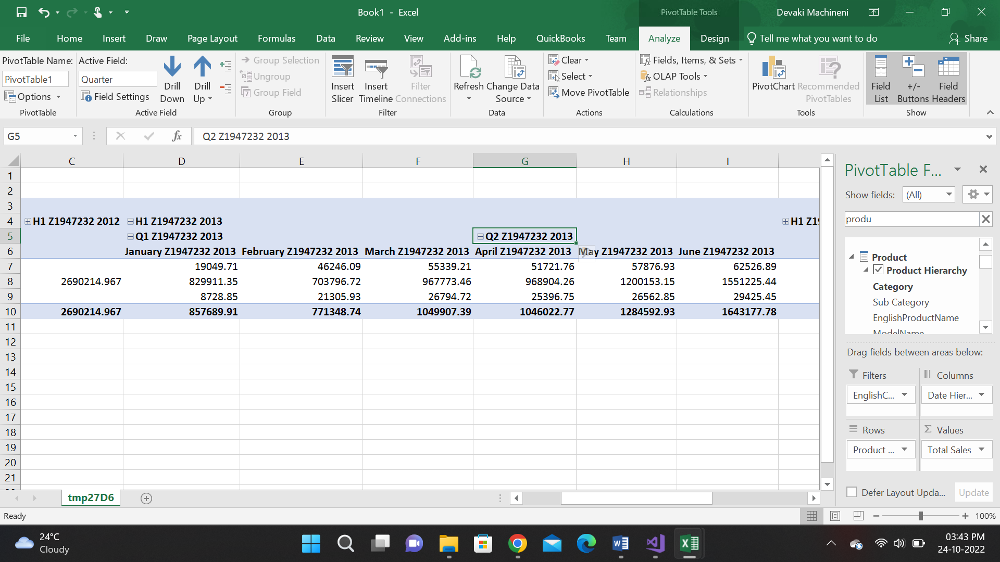 Book1 - Excel
PivotTable Tools
Devaki Machineni
File Home Insert Draw Page Layout Formulas Data Review View Add-ins Help QuickBooks Team Analyze Design Tell me what you want to do Share
PivotTable Name:
PivotTable1
Options
PivotTable
Active Field:
Quarter
Field Settings
Drill Down
Drill Up
Active Field
Group Selection
Ungroup
Group Field
Group
Insert Slicer
Insert Timeline
Filter Connections
Filter
Refresh
Change Data Source
Data
Clear
Select
Move PivotTable
Actions
Fields, Items, & Sets
OLAP Tools
Relationships
Calculations
PivotChart
Recommended PivotTables
Tools
Field List
+/- Buttons
Field Headers
Show
G5
fx
Q2 Z1947232 2013
C D E F G H I
1
2
3
4 H1 Z1947232 2012 H1 Z1947232 2013 H1 Z19
5 Q1 Z1947232 2013 Q2 Z1947232 2013
6 January Z1947232 2013 February Z1947232 2013 March Z1947232 2013 April Z1947232 2013 May Z1947232 2013 June Z1947232 2013
7 19049.71 46246.09 55339.21 51721.76 57876.93 62526.89
8 2690214.967 829911.35 703796.72 967773.46 968904.26 1200153.15 1551225.44
9 8728.85 21305.93 26794.72 25396.75 26562.85 29425.45
10 2690214.967 857689.91 771348.74 1049907.39 1046022.77 1284592.93 1643177.78
11
12
13
14
15
16
17
18
19
20
21
PivotTable F...
Show fields: (All)
produ
Product
Product Hierarchy
Category
Sub Category
EnglishProductName
ModelName
Drag fields between areas below:
Filters
EnglishC...
Columns
Date Hier...
Rows
Product ...
Values
Total Sales
Defer Layout Upda... Update
tmp27D6
Ready
100%
24°C
Cloudy
03:43 PM
24-10-2022